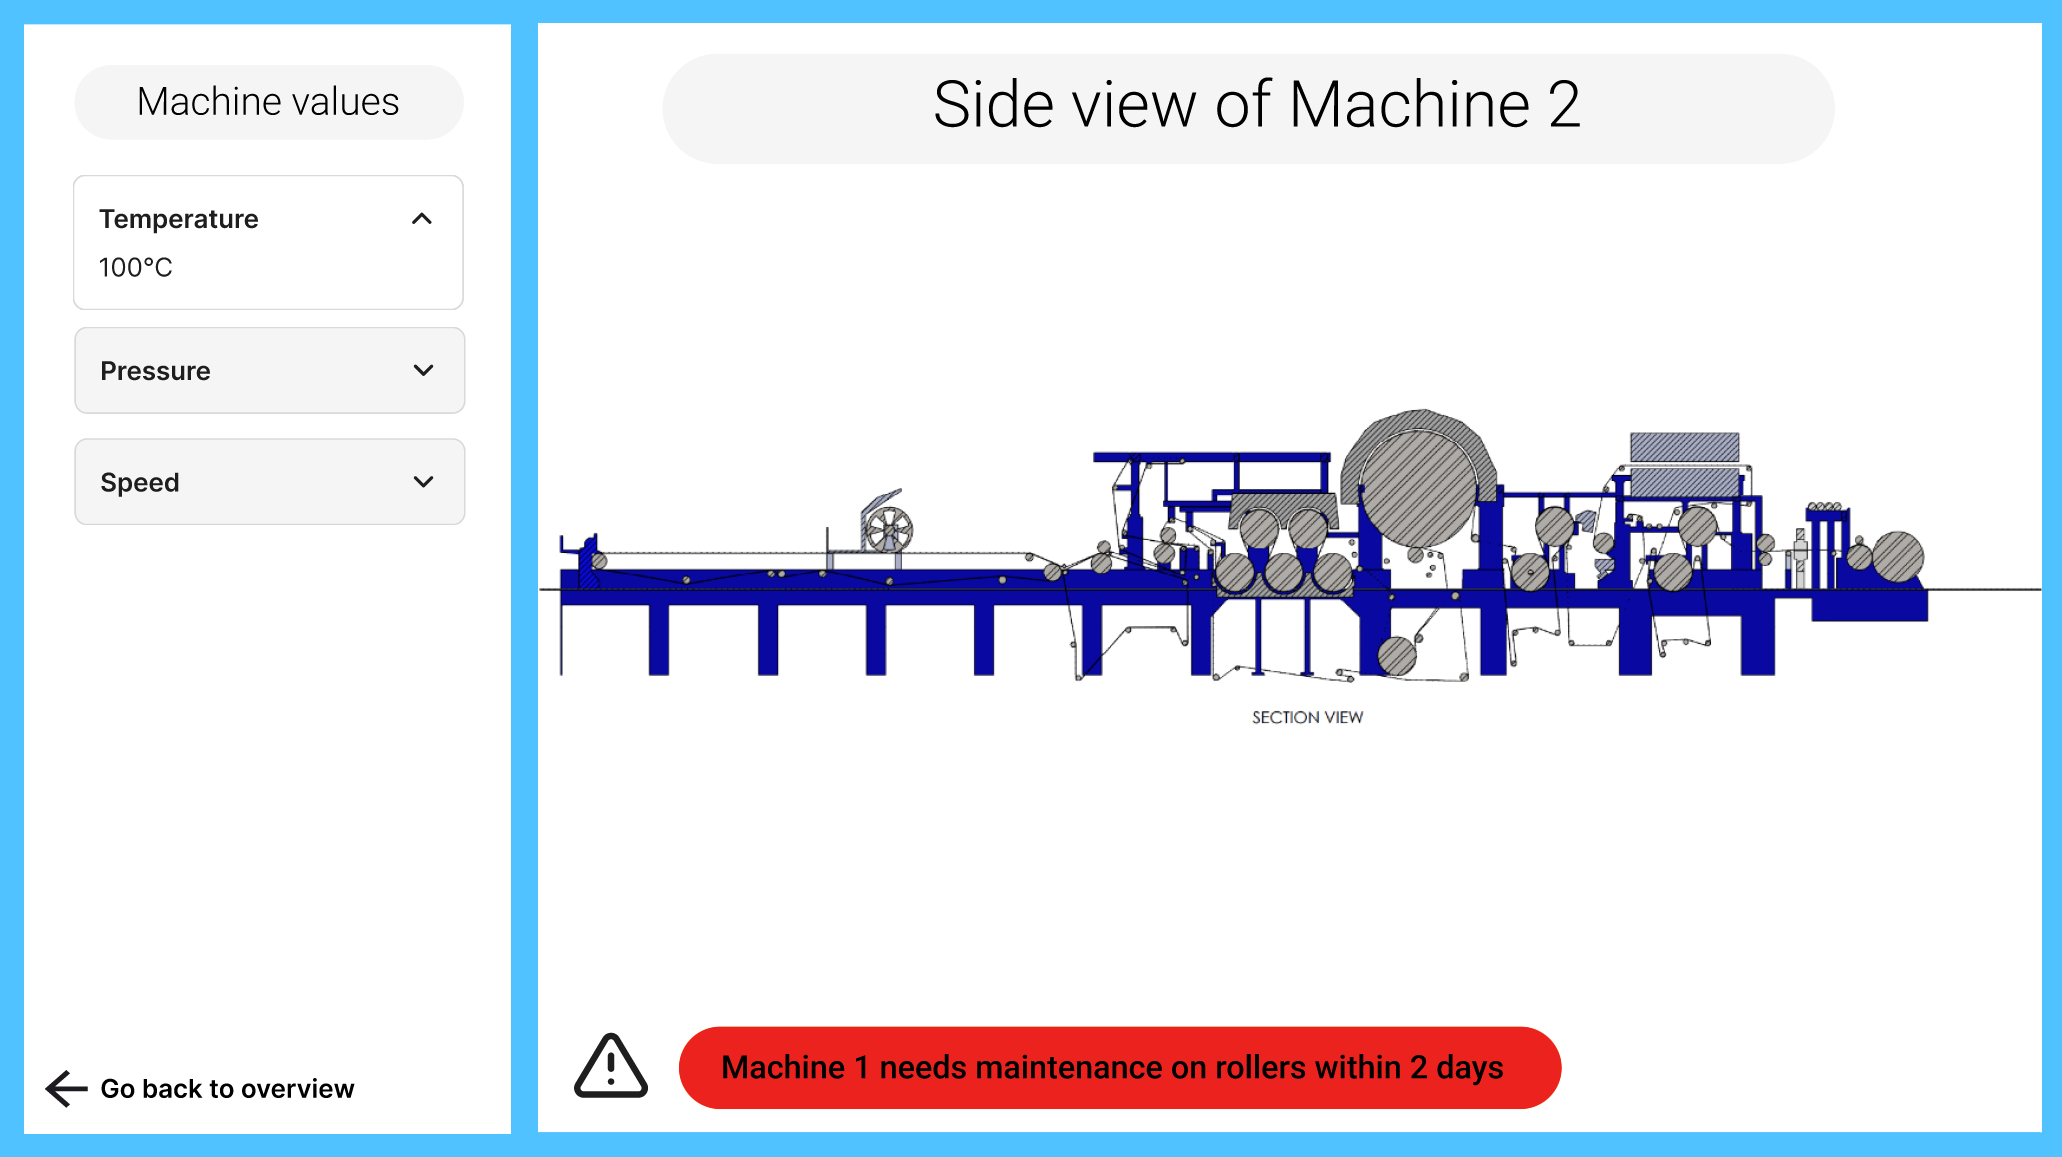 Machine values
Temperature
100°C
Pressure
Speed
Go back to overview
Side view of Machine 2
SECTION VIEW
Machine 1 needs maintenance on rollers within 2 days